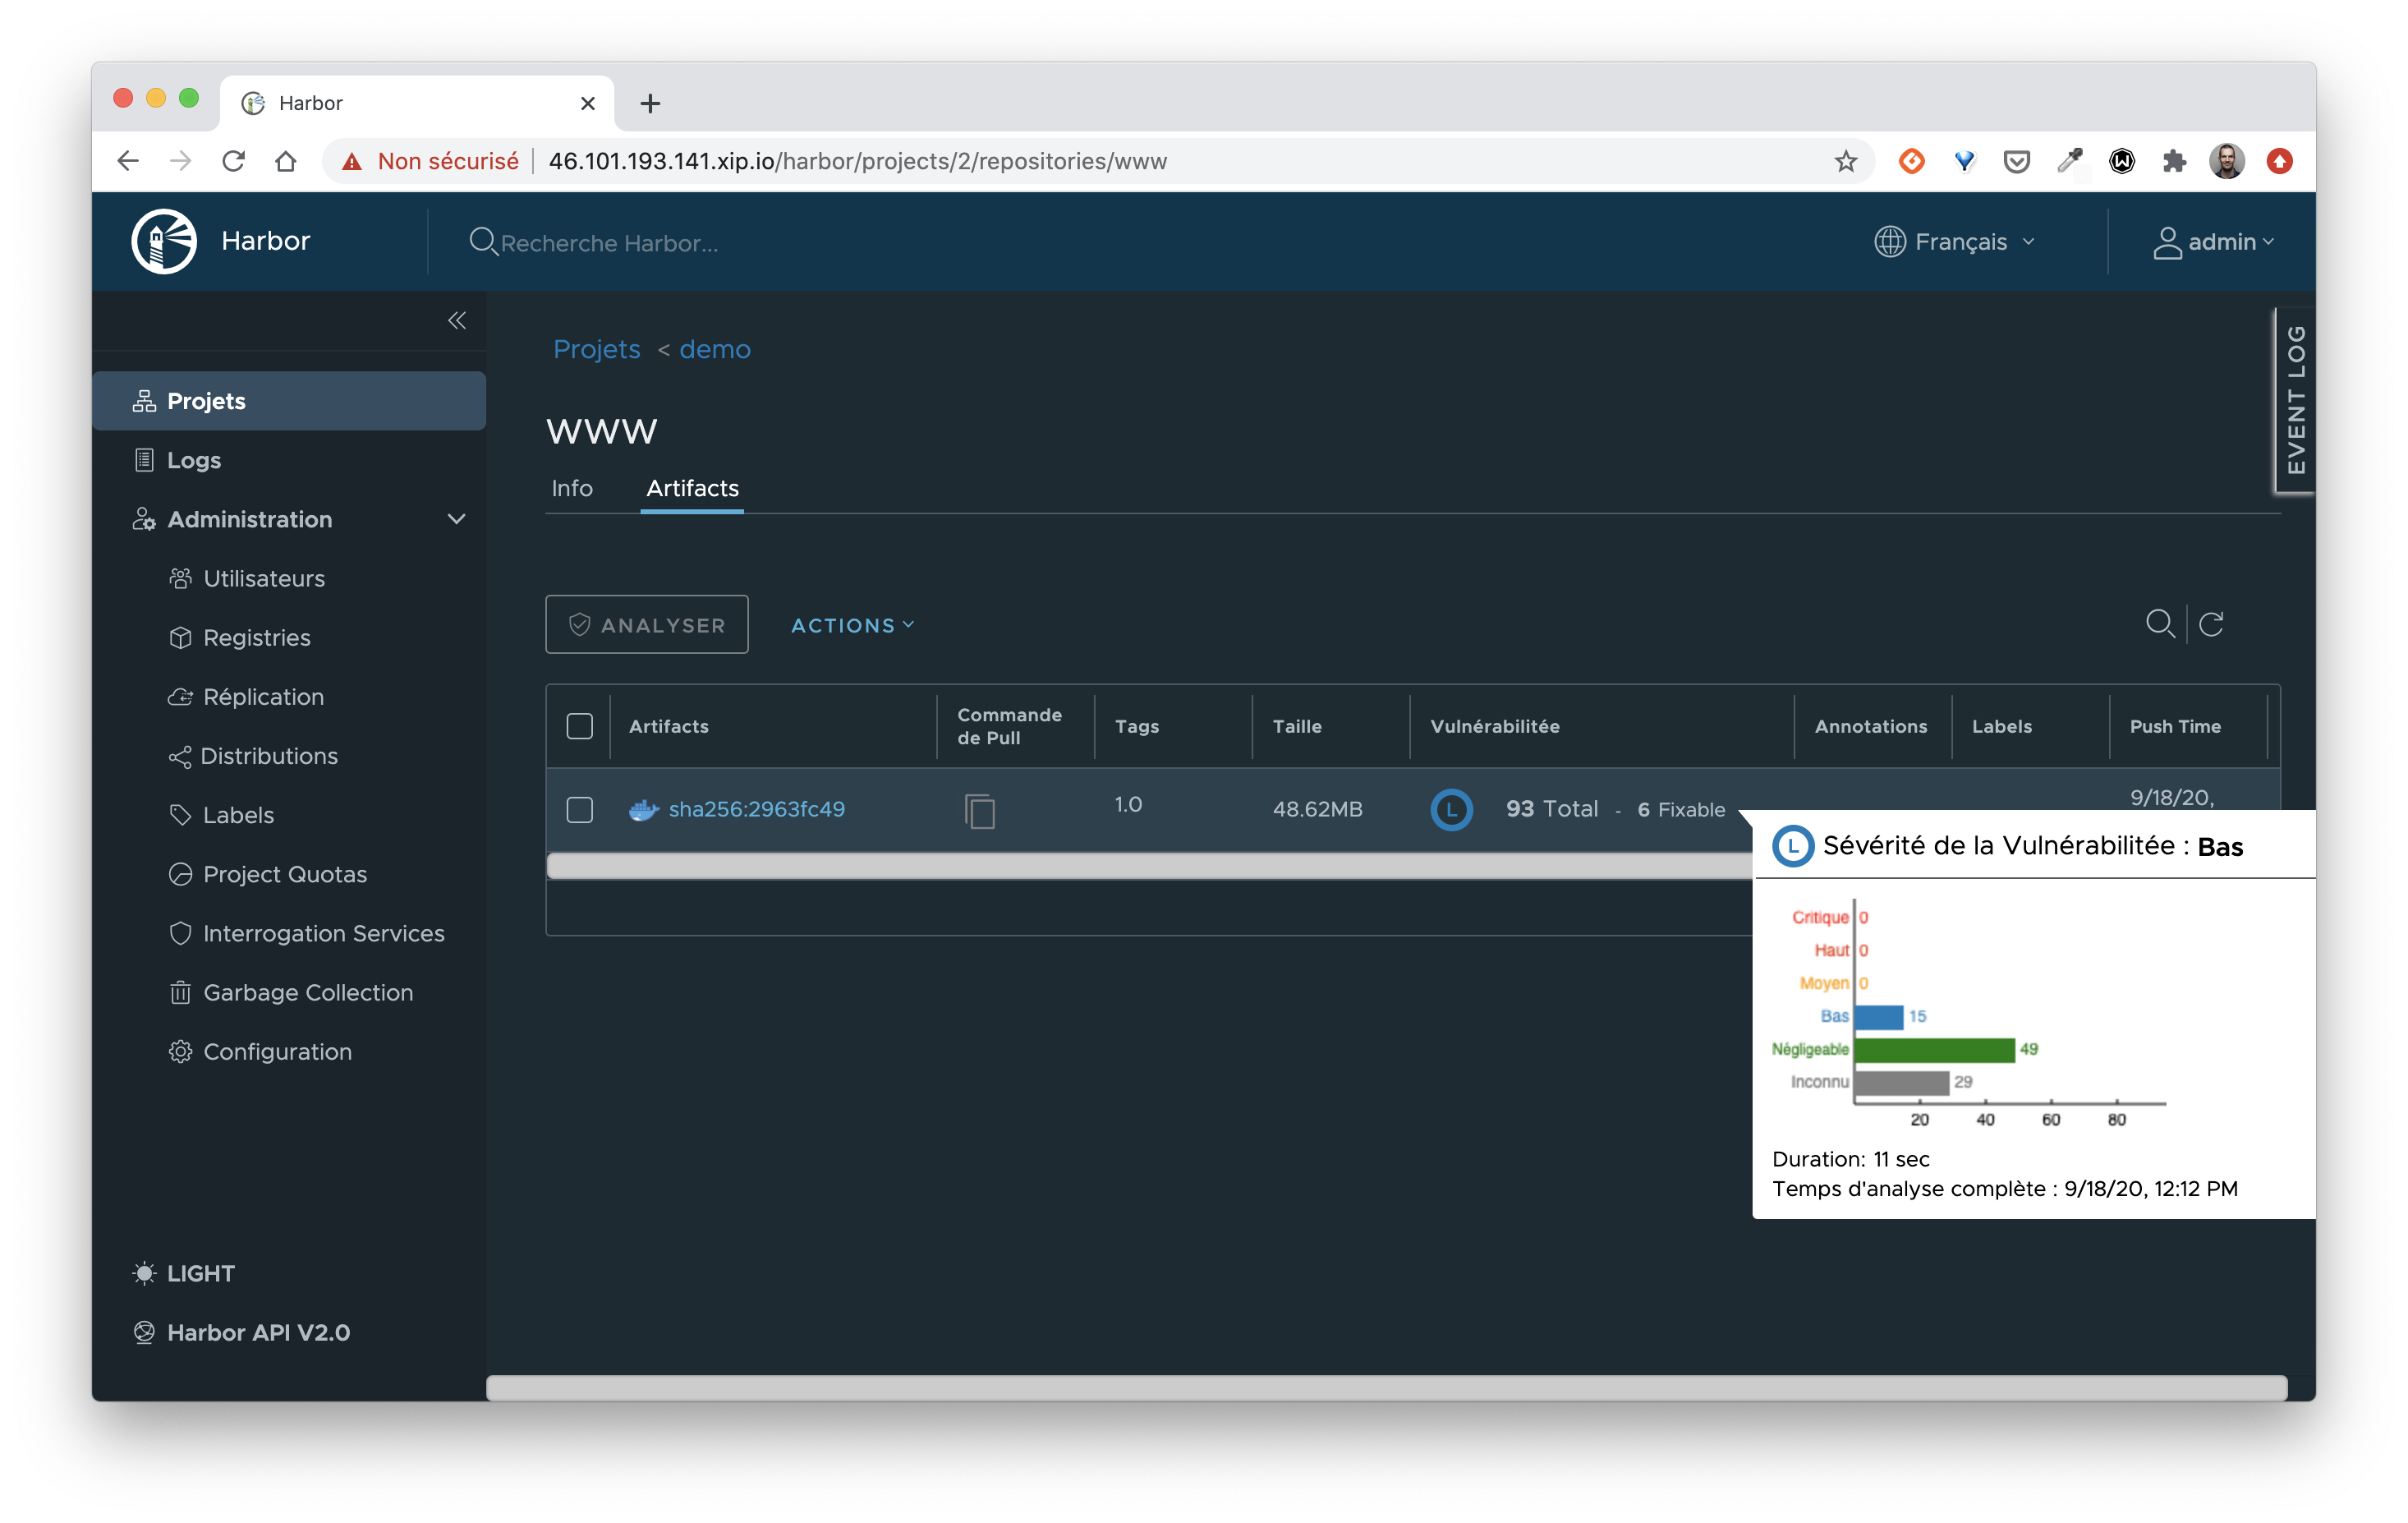 Harbor
Non sécurisé
46.101.193.141.xip.io/harbor/projects/2/repositories/www
Harbor
Recherche Harbor...
Français
admin
EVENT LOG
Projets
Logs
Administration
Utilisateurs
Registries
Réplication
Distributions
Labels
Project Quotas
Interrogation Services
Garbage Collection
Configuration
LIGHT
Harbor API V2.0
Projets < demo
www
Info Artifacts
ANALYSER ACTIONS
Artifacts Commande de Pull Tags Taille Vulnérabilitée Annotations Labels Push Time
sha256:2963fc49 1.0 48.62MB L 93 Total - 6 Fixable 9/18/20,
L Sévérité de la Vulnérabilitée : Bas
Critique 0
Haut 0
Moyen 0
Bas 15
Négligeable 49
Inconnu 29
20 40 60 80
Duration: 11 sec
Temps d'analyse complète : 9/18/20, 12:12 PM